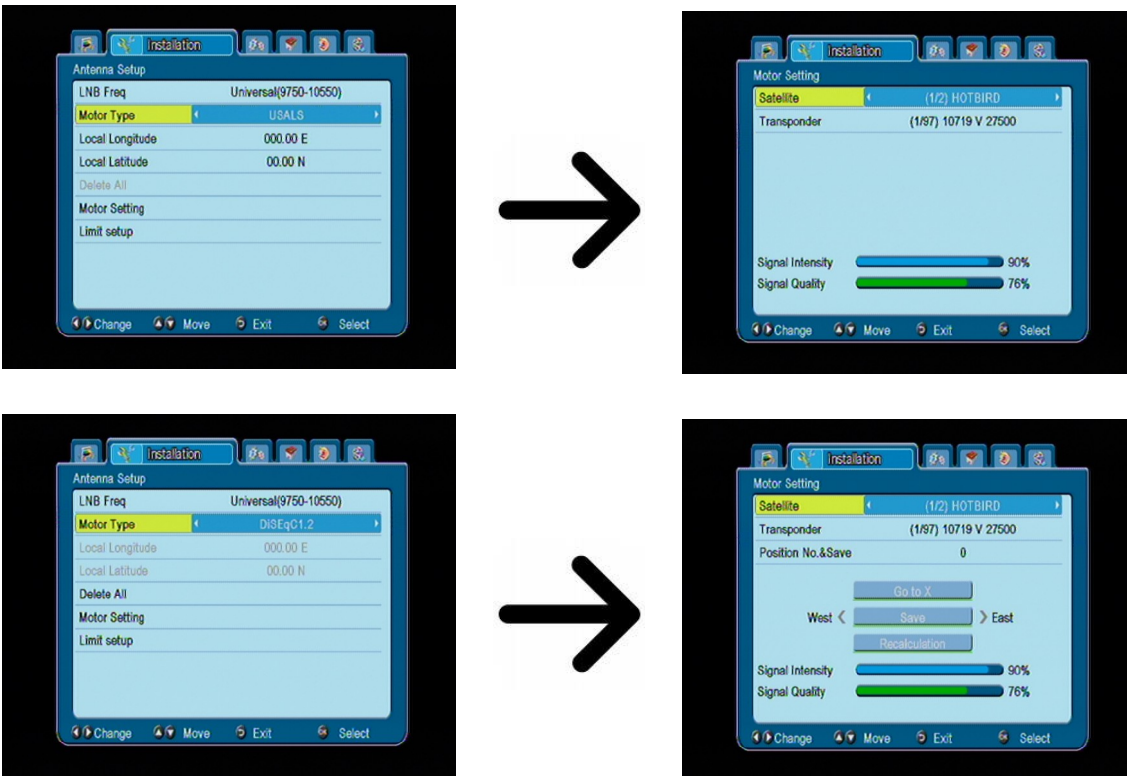 Installation
Antenna Setup
LNB Freq Universal(9750-10550)
Motor Type USALS
Local Longitude 000.00 E
Local Latitude 00.00 N
Delete All
Motor Setting
Limit setup
Change Move Exit Select
Installation
Motor Setting
Satellite (1/2) HOTBIRD
Transponder (1/97) 10719 V 27500
Signal Intensity 90%
Signal Quality 76%
Change Move Exit Select
Installation
Antenna Setup
LNB Freq Universal(9750-10550)
Motor Type DiSEqC1.2
Local Longitude 000.00 E
Local Latitude 00.00 N
Delete All
Motor Setting
Limit setup
Change Move Exit Select
Installation
Motor Setting
Satellite (1/2) HOTBIRD
Transponder (1/97) 10719 V 27500
Position No.&Save 0
Go to X
West Save East
Recalculation
Signal Intensity 90%
Signal Quality 76%
Change Move Exit Select